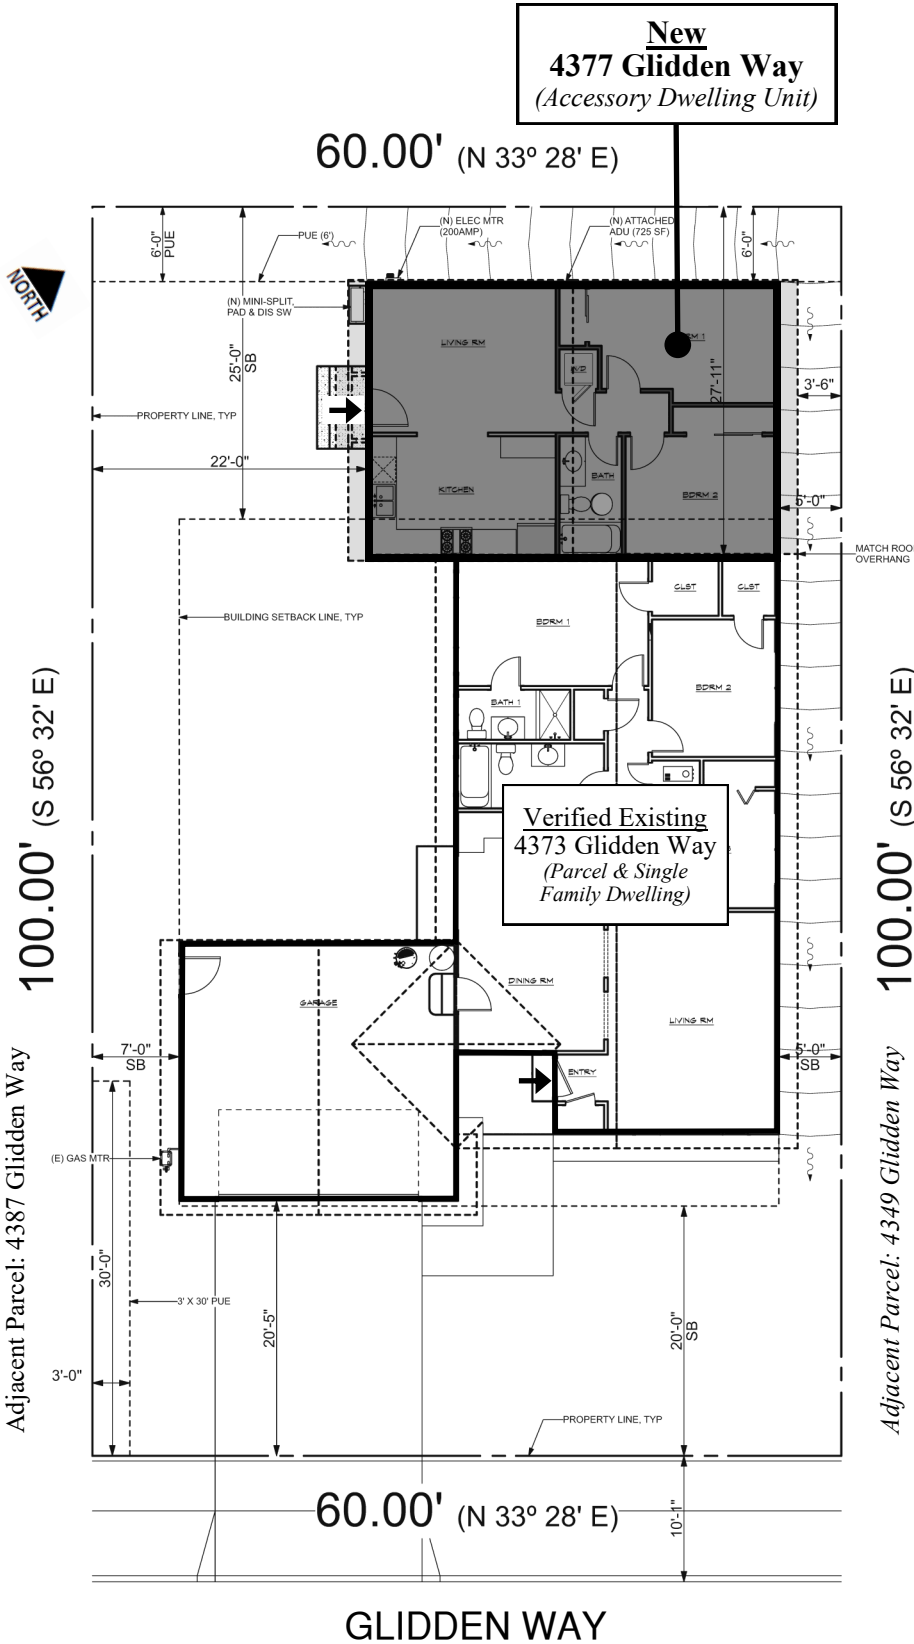 New
4377 Glidden Way
(Accessory Dwelling Unit)
60.00' (N 33º 28' E)
6'-0"
PUE
PUE (6')
(N) ELEC MTR
(200AMP)
(N) ATTACHED
ADU (725 SF)
6'-0"
NORTH
(N) MINI-SPLIT,
PAD & DIS SW
25'-0"
SB
LIVING RM
W/D
RM 1
27'-11"
3'-6"
PROPERTY LINE, TYP
22'-0"
KITCHEN
BATH
BDRM 2
5'-0"
MATCH ROO
OVERHANG
BUILDING SETBACK LINE, TYP
BDRM 1
CLST
CLST
BDRM 2
BATH 1
100.00' (S 56º 32' E)
100.00' (S 56º 32' E)
Verified Existing
4373 Glidden Way
(Parcel & Single
Family Dwelling)
GARAGE
DINING RM
LIVING RM
ENTRY
7'-0"
SB
5'-0"
SB
Adjacent Parcel: 4387 Glidden Way
Adjacent Parcel: 4349 Glidden Way
(E) GAS MTR
30'-0"
3' X 30' PUE
3'-0"
20'-5"
20'-0"
SB
PROPERTY LINE, TYP
60.00' (N 33º 28' E)
10'-1"
GLIDDEN WAY